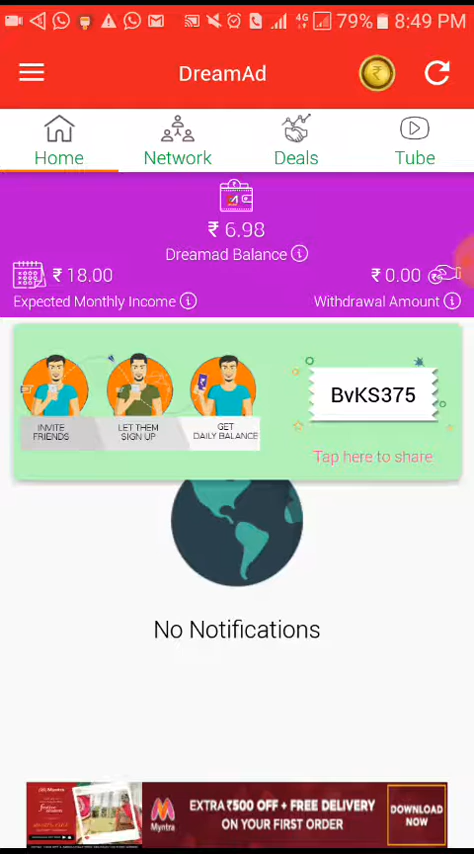 4G 79% 8:49 PM
DreamAd
Home Network Deals Tube
₹ 6.98
Dreamad Balance
₹ 18.00 ₹ 0.00
Expected Monthly Income Withdrawal Amount
INVITE FRIENDS LET THEM SIGN UP GET DAILY BALANCE
BvKS375
Tap here to share
No Notifications
Myntra
EXTRA ₹500 OFF + FREE DELIVERY
ON YOUR FIRST ORDER
DOWNLOAD
NOW